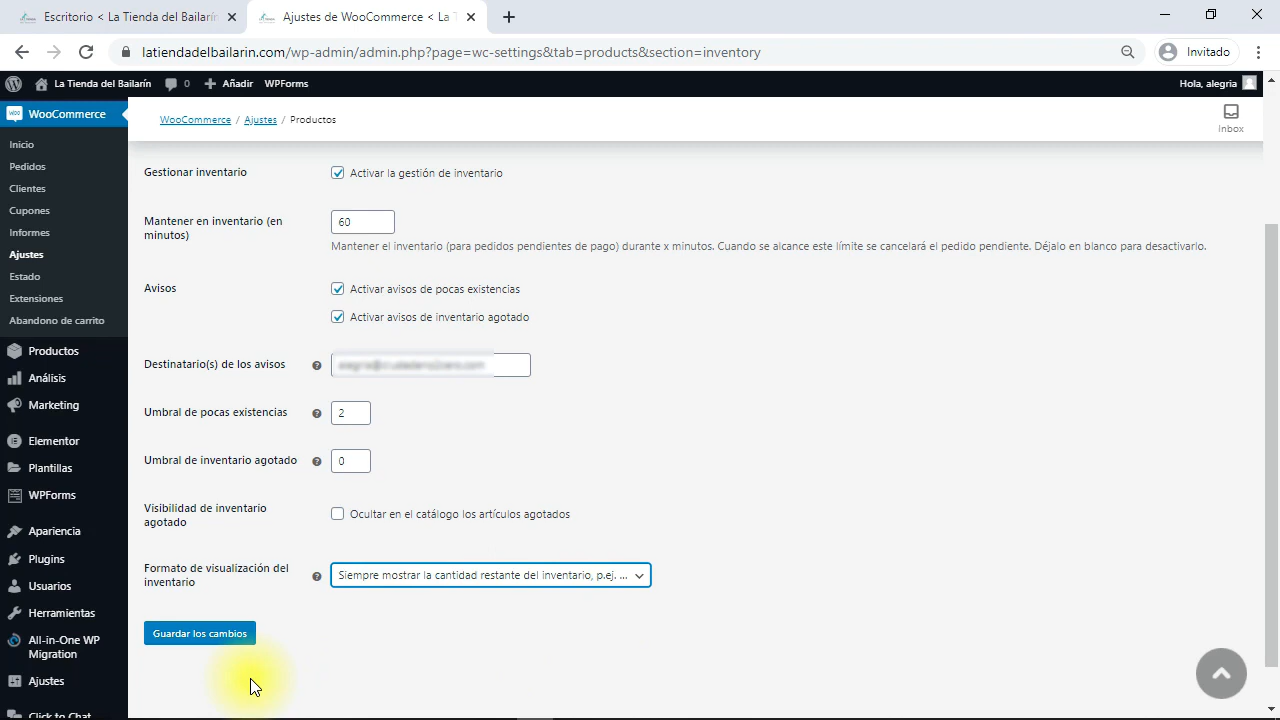 Escritorio < La Tienda del Bailarín
Ajustes de WooCommerce < La T
latiendadelbailarin.com/wp-admin/admin.php?page=wc-settings&tab=products&section=inventory
Invitado
La Tienda del Bailarín
0
Añadir
WPForms
Hola, alegria
WooCommerce
WooCommerce / Ajustes / Productos
Inbox
Inicio
Pedidos
Clientes
Cupones
Informes
Ajustes
Estado
Extensiones
Abandono de carrito
Productos
Análisis
Marketing
Elementor
Plantillas
WPForms
Apariencia
Plugins
Usuarios
Herramientas
All-in-One WP
Migration
Ajustes
Click to Chat
Gestionar inventario
Activar la gestión de inventario
Mantener en inventario (en
minutos)
60
Mantener el inventario (para pedidos pendientes de pago) durante x minutos. Cuando se alcance este límite se cancelará el pedido pendiente. Déjalo en blanco para desactivarlo.
Avisos
Activar avisos de pocas existencias
Activar avisos de inventario agotado
Destinatario(s) de los avisos
Umbral de pocas existencias
2
Umbral de inventario agotado
0
Visibilidad de inventario
agotado
Ocultar en el catálogo los artículos agotados
Formato de visualización del
inventario
Siempre mostrar la cantidad restante del inventario, p.ej. ...
Guardar los cambios